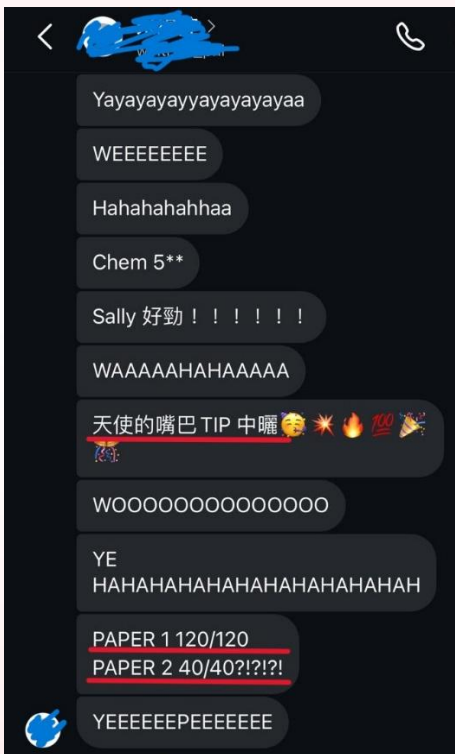 Yayayayayyayayayayaa
WEEEEEEEE
Hahahahahhaa
Chem 5**
Sally 好勁！！！！！！
WAAAAAHAHAAAAA
天使的嘴巴 TIP 中曬🥳💥🔥💯🎉
🎊
WOOOOOOOOOOOOOO
YE
HAHAHAHAHAHAHAHAHAHAH
PAPER 1 120/120
PAPER 2 40/40?!?!?!
YEEEEEEPEEEEEEE